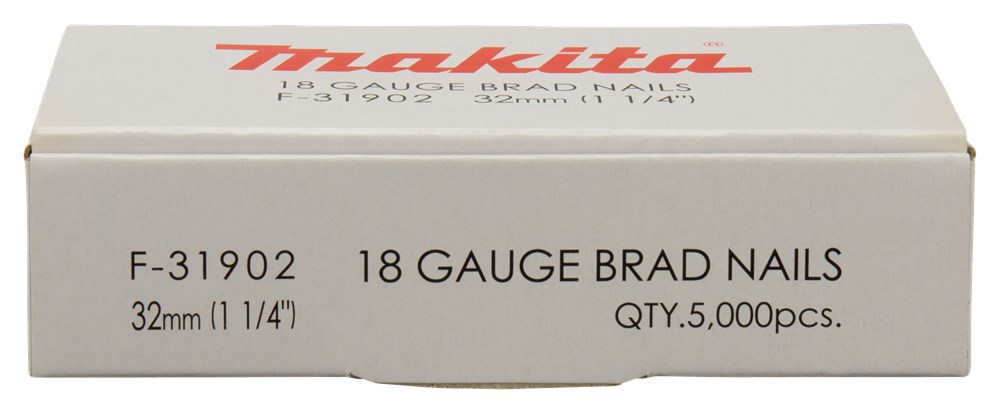 makita®
18 GAUGE BRAD NAILS
F-31902 32mm (1 1/4")
F-31902 18 GAUGE BRAD NAILS
32mm (1 1/4") QTY.5,000pcs.